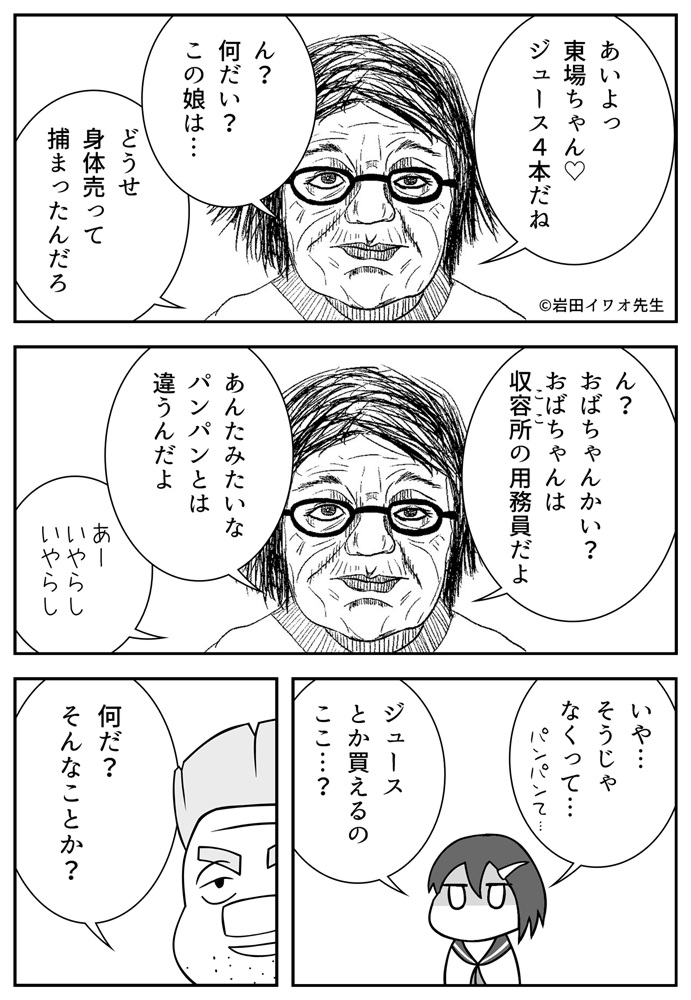 あいよっ
東場ちゃん♡
ジュース4本だね
ん?
何だい?
この娘は…
どうせ
身体売って
捕まったんだろ
©岩田イワオ先生
ん?
おばちゃんかい?
おばちゃんは
収容所の用務員だよ
ここ
あんたみたいな
パンパンとは
違うんだよ
あー
いやらし
いやらし
いや…
そうじゃ
なくって…
パンパンて…
ジュース
とか買えるの
ここ…?
何だ?
そんなことか?